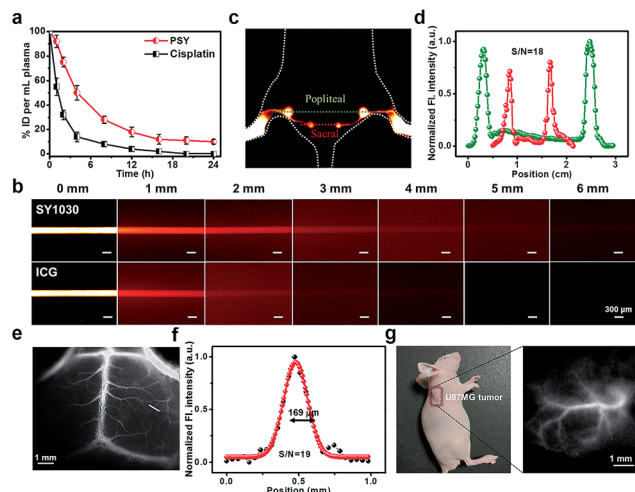 a
% ID per mL plasma
100
80
60
40
20
0
PSY
Cisplatin
0 6 12 18 24
Time (h)
c
Popliteal
Sacral
d
Normalized Fl. intensity (a.u.)
1.0
0.5
0.0
S/N=18
0 1 2 3
Position (cm)
b
0 mm 1 mm 2 mm 3 mm 4 mm 5 mm 6 mm
SY1030
ICG
300 µm
e
1 mm
f
Normalized Fl. intensity (a.u.)
1.0
0.5
0.0
169 µm
S/N=19
0.0 0.5 1.0
Position (mm)
g
U87MG tumor
1 mm